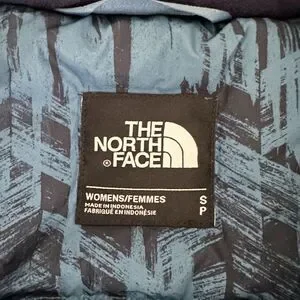 THE
NORTH
FACE
WOMENS/FEMMES S
MADE IN INDONESIA P
FABRIQUÉ EN INDONÉSIE